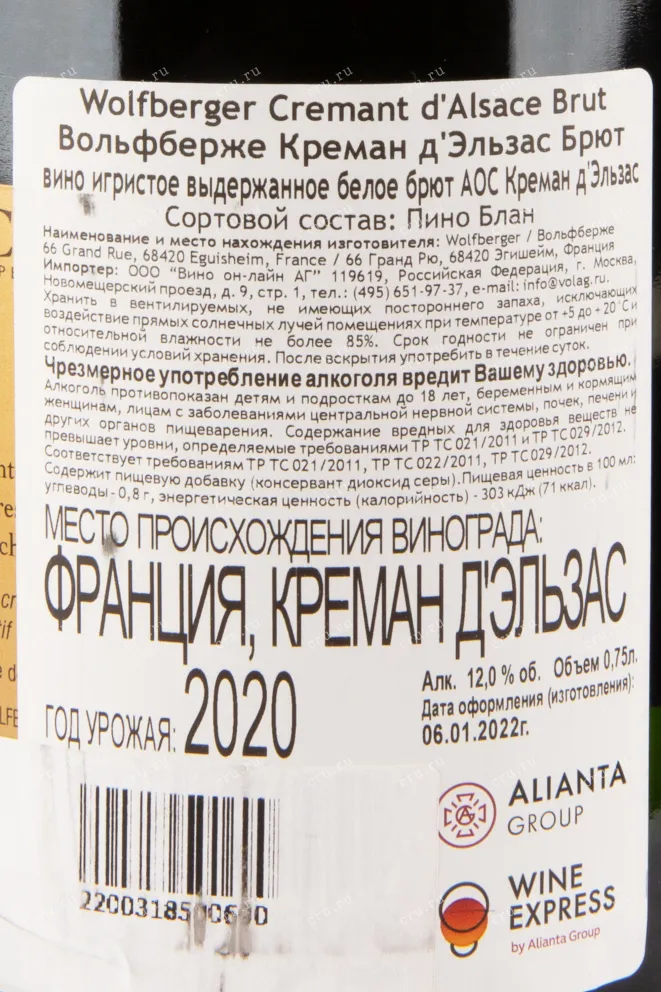 Wolfberger Cremant d'Alsace Brut
Вольфберже Креман д'Эльзас Брют
вино игристое выдержанное белое брют АОС Креман д'Эльзас
Сортовой состав: Пино Блан
Наименование и место нахождения изготовителя: Wolfberger / Вольфберже
66 Grand Rue, 68420 Eguisheim, France / 66 Гранд Рю, 68420 Эгишейм, Франция
Импортер: ООО "Вино он-лайн АГ" 119619, Российская Федерация, г. Москва,
Новомещерский проезд, д. 9, стр. 1, тел.: (495) 651-97-37, e-mail: info@volag.ru.
Хранить в вентилируемых, не имеющих постороннего запаха, исключающих
воздействие прямых солнечных лучей помещениях при температуре от +5 до + 20°С и
относительной влажности не более 85%. Срок годности не ограничен при
соблюдении условий хранения. После вскрытия употребить в течение суток.
Чрезмерное употребление алкоголя вредит Вашему здоровью.
Алкоголь противопоказан детям и подросткам до 18 лет, беременным и кормящим
женщинам, лицам с заболеваниями центральной нервной системы, почек, печени и
других органов пищеварения. Содержание вредных для здоровья веществ не
превышает уровни, определяемые требованиями ТР ТС 021/2011 и ТР ТС 029/2012.
Соответствует требованиям ТР ТС 021/2011, ТР ТС 022/2011, ТР ТС 029/2012.
Содержит пищевую добавку (консервант диоксид серы). Пищевая ценность в 100 мл:
углеводы - 0,8 г, энергетическая ценность (калорийность) - 303 кДж (71 ккал).
МЕСТО ПРОИСХОЖДЕНИЯ ВИНОГРАДА:
ФРАНЦИЯ, КРЕМАН Д'ЭЛЬЗАС
Алк. 12,0 % об. Объем 0,75л.
Дата оформления (изготовления):
06.01.2022г.
ГОД УРОЖАЯ: 2020
ALIANTA
GROUP
WINE
EXPRESS
by Alianta Group